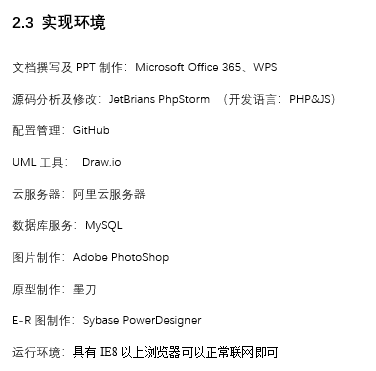 2.3 实现环境
文档撰写及 PPT 制作：Microsoft Office 365、WPS
源码分析及修改：JetBrians PhpStorm （开发语言：PHP&JS）
配置管理：GitHub
UML 工具： Draw.io
云服务器：阿里云服务器
数据库服务：MySQL
图片制作：Adobe PhotoShop
原型制作：墨刀
E-R 图制作：Sybase PowerDesigner
运行环境：具有 IE8 以上浏览器可以正常联网即可